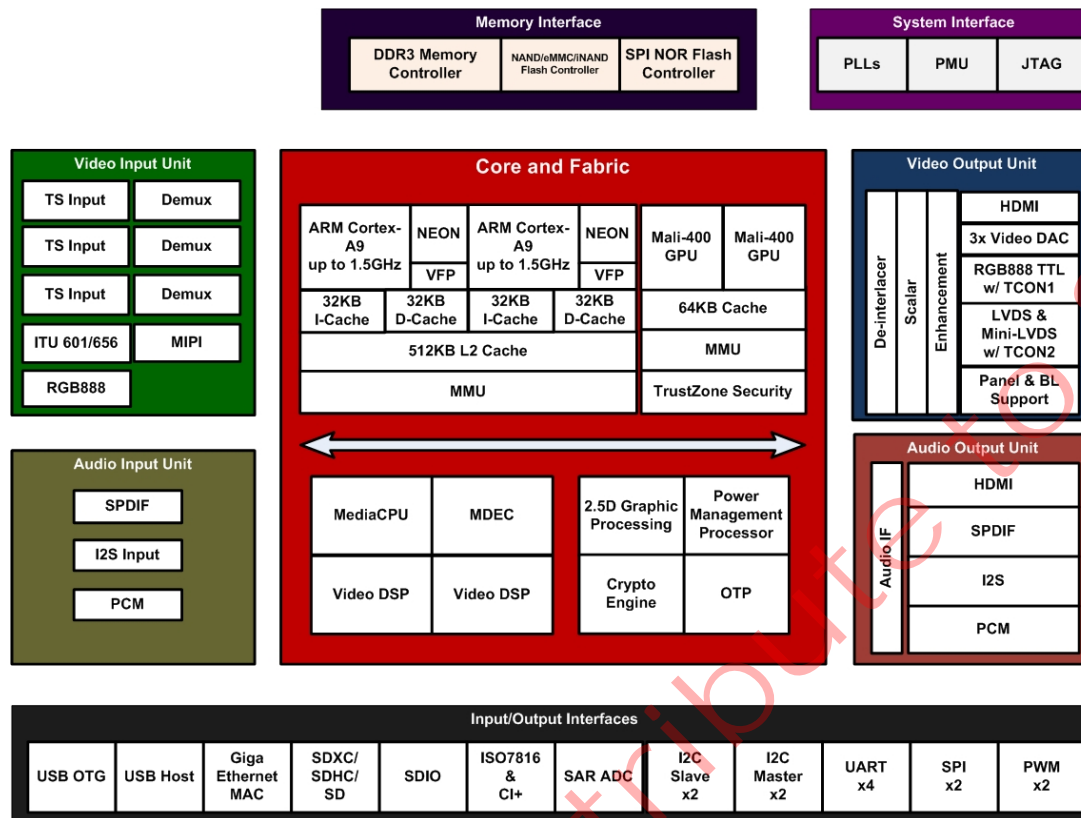 Memory Interface
DDR3 Memory
Controller
NAND/eMMC/iNAND
Flash Controller
SPI NOR Flash
Controller
System Interface
PLLs
PMU
JTAG
Video Input Unit
TS Input
Demux
TS Input
Demux
TS Input
Demux
ITU 601/656
MIPI
RGB888
Core and Fabric
ARM Cortex-
A9
up to 1.5GHz
NEON
VFP
ARM Cortex-
A9
up to 1.5GHz
NEON
VFP
Mali-400
GPU
Mali-400
GPU
32KB
I-Cache
32KB
D-Cache
32KB
I-Cache
32KB
D-Cache
64KB Cache
512KB L2 Cache
MMU
MMU
TrustZone Security
MediaCPU
MDEC
Video DSP
Video DSP
2.5D Graphic
Processing
Power
Management
Processor
Crypto
Engine
OTP
Video Output Unit
De-interlacer
Scalar
Enhancement
HDMI
3x Video DAC
RGB888 TTL
w/ TCON1
LVDS &
Mini-LVDS
w/ TCON2
Panel & BL
Support
Audio Input Unit
SPDIF
I2S Input
PCM
Audio Output Unit
Audio IF
HDMI
SPDIF
I2S
PCM
Input/Output Interfaces
USB OTG
USB Host
Giga
Ethernet
MAC
SDXC/
SDHC/
SD
SDIO
ISO7816
&
CI+
SAR ADC
I2C
Slave
x2
I2C
Master
x2
UART
x4
SPI
x2
PWM
x2
tribute to